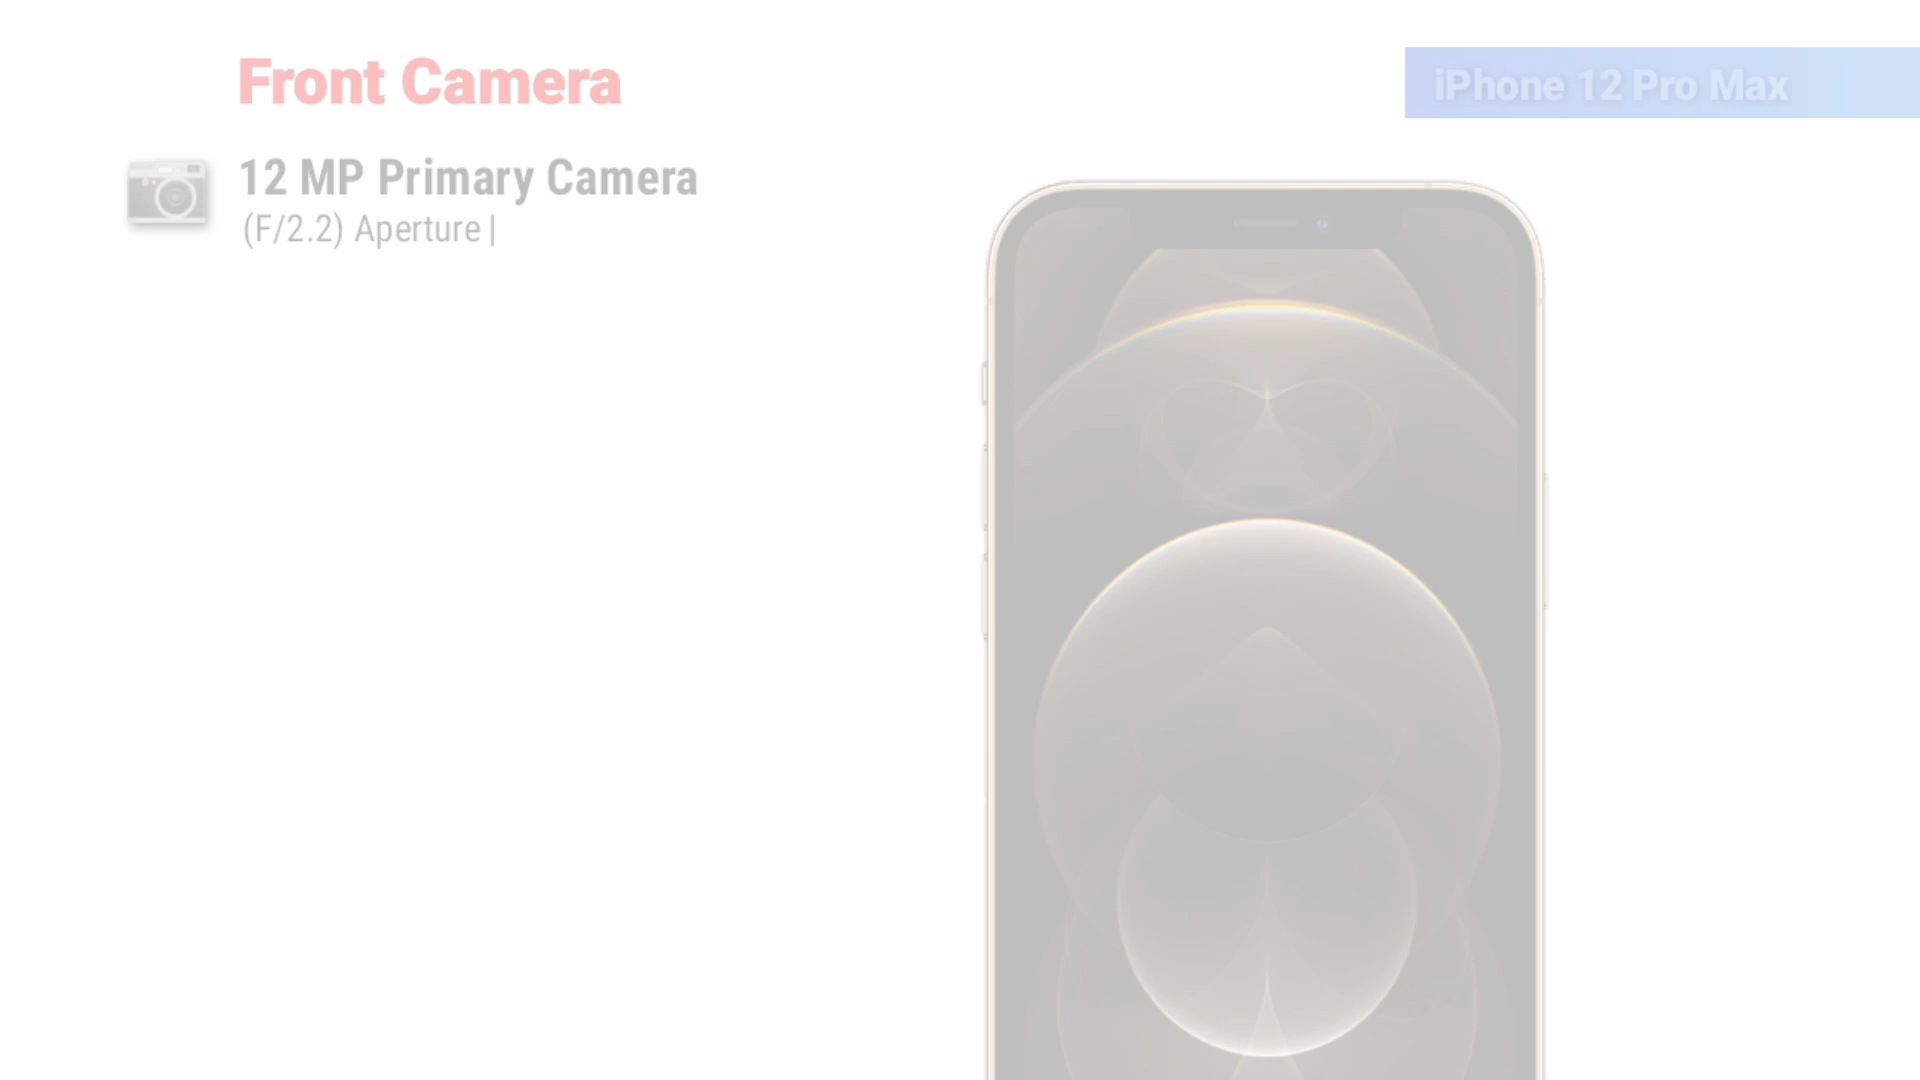 Front Camera
iPhone 12 Pro Max
12 MP Primary Camera
(F/2.2) Aperture |